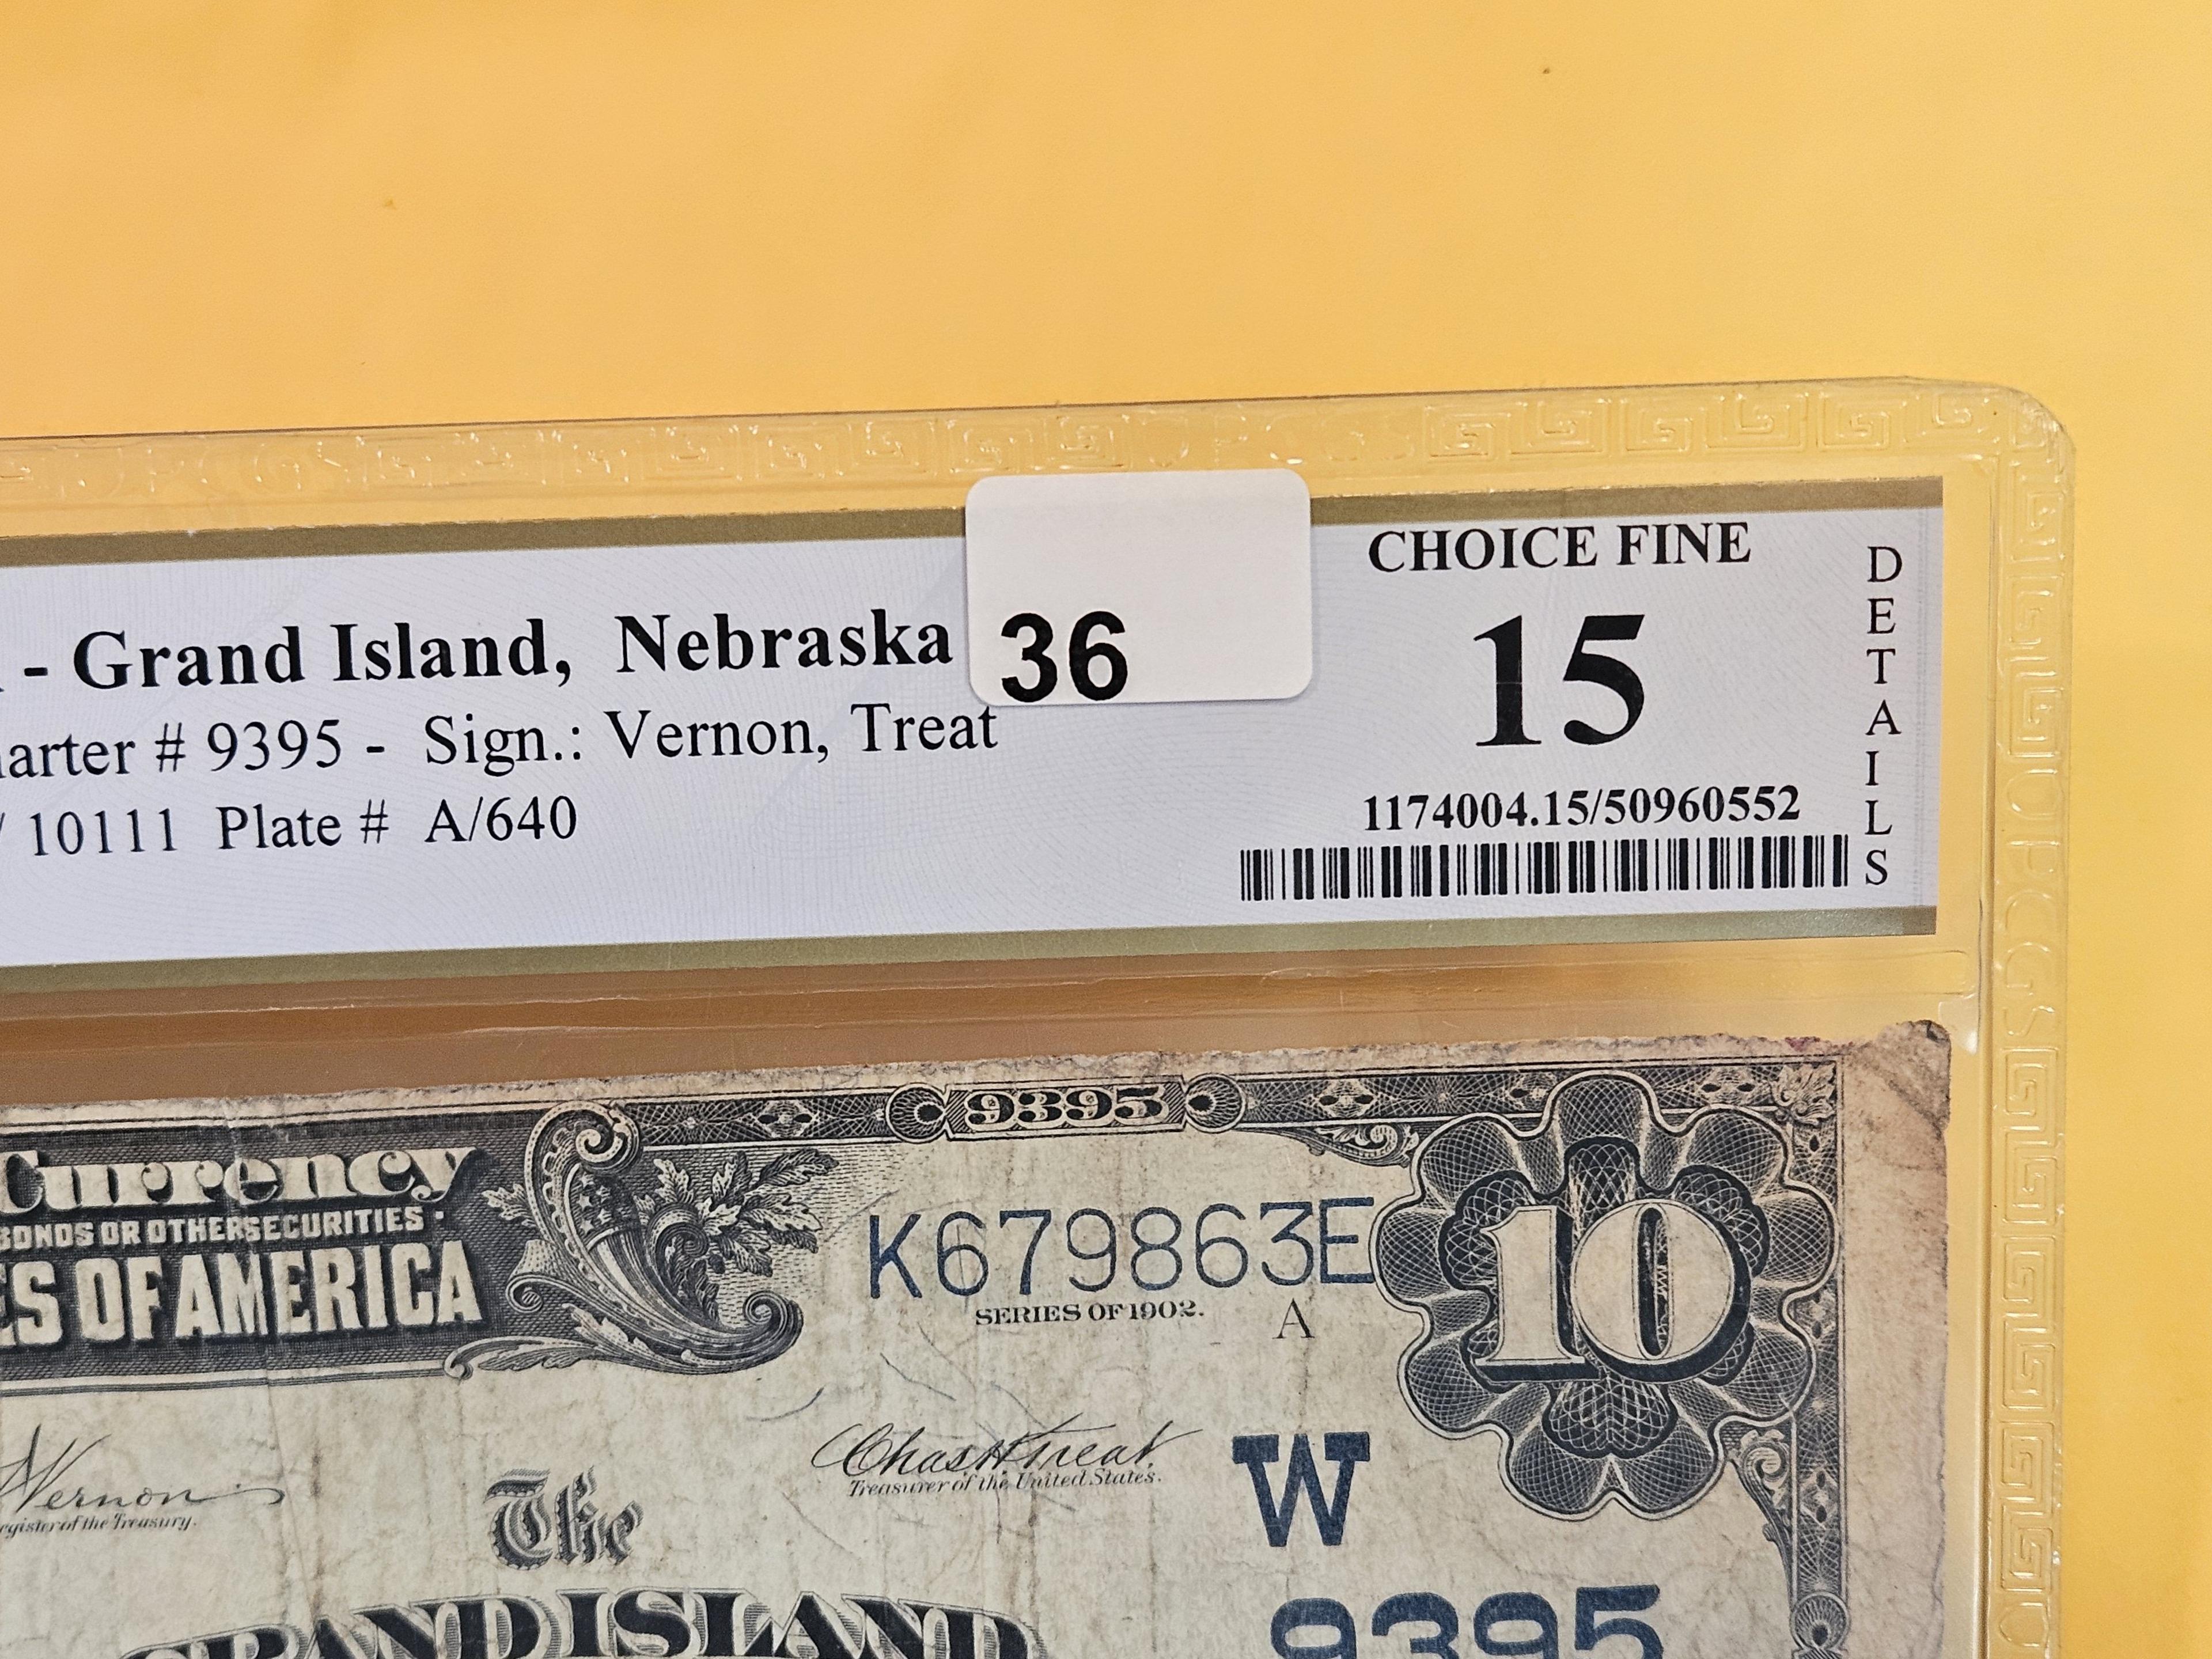 36
CHOICE FINE
15
DETAILS
- Grand Island, Nebraska
arter # 9395 - Sign.: Vernon, Treat
/ 10111 Plate # A/640
1174004.15/50960552
9395
Currency
BONDS OR OTHER SECURITIES
ES OF AMERICA
K679863E
SERIES OF 1902.
A
10
Vernon
Register of the Treasury.
Chas H Treat
Treasurer of the United States.
W
The
GRAND ISLAND
9395